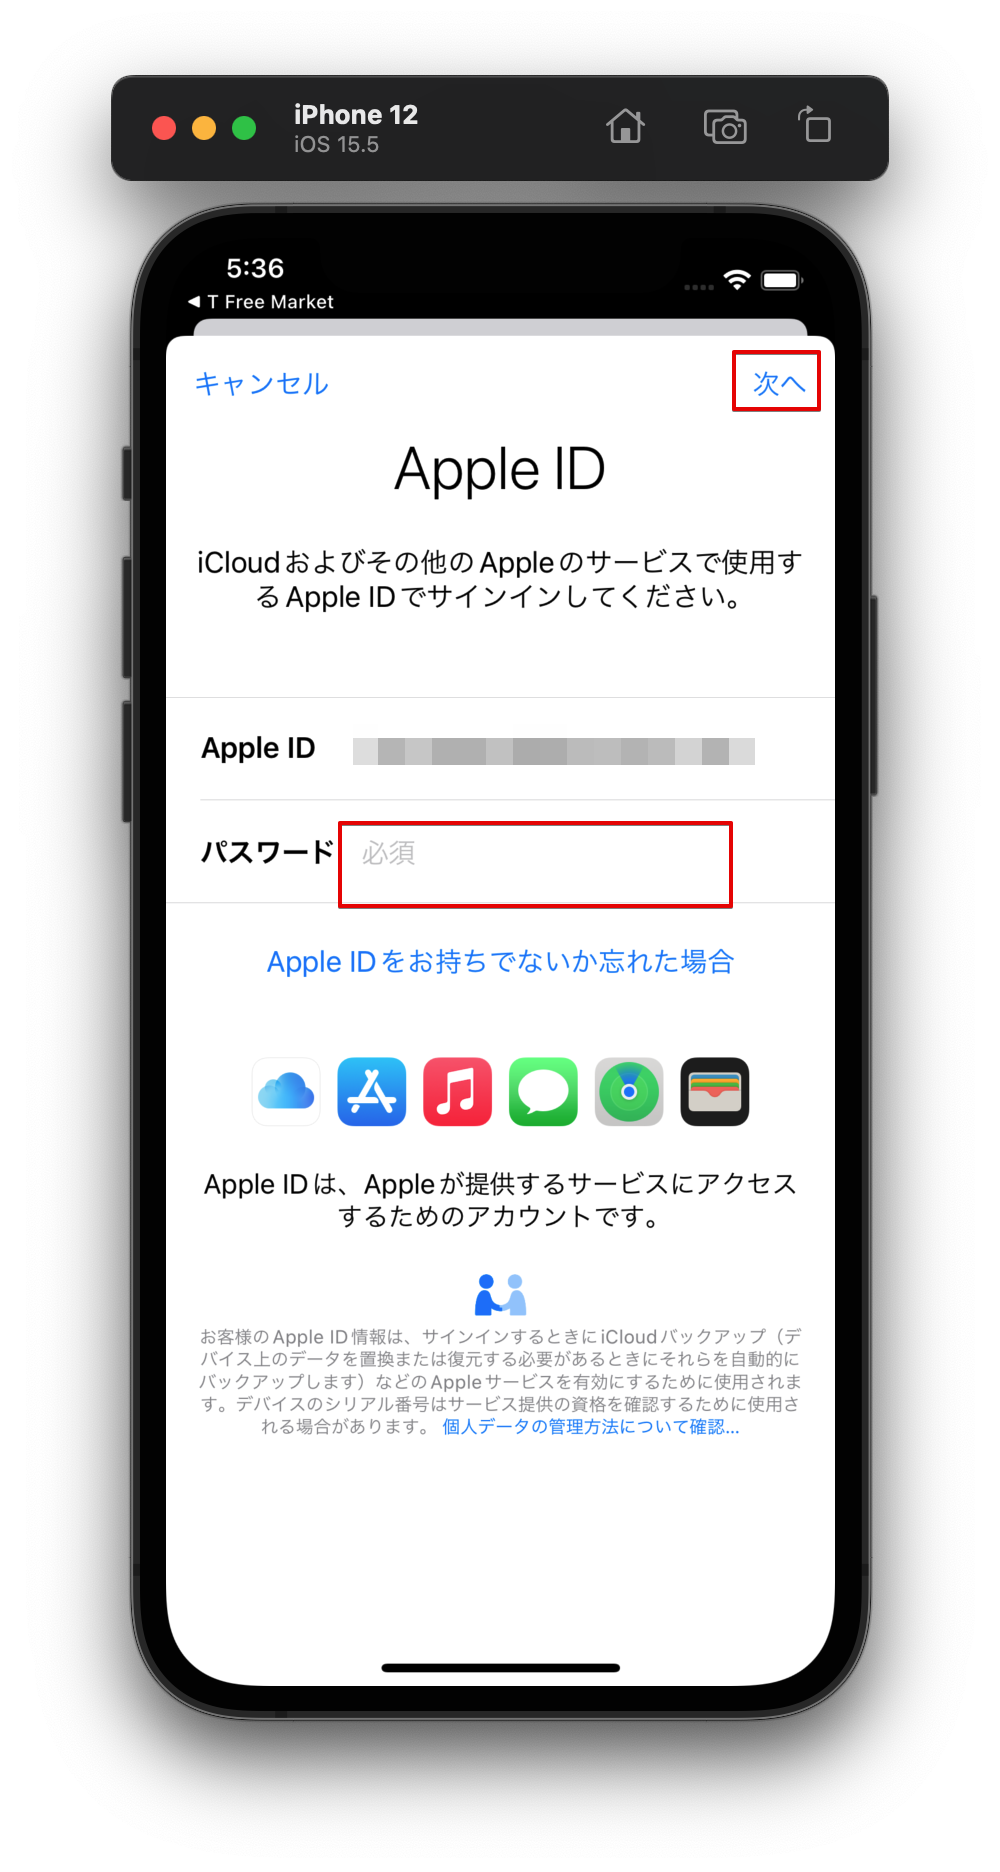 iPhone 12
iOS 15.5
5:36
◀ T Free Market
キャンセル
次へ
Apple ID
iCloudおよびその他のAppleのサービスで使用す
るApple IDでサインインしてください。
Apple ID
パスワード 必須
Apple IDをお持ちでないか忘れた場合
Apple IDは、Appleが提供するサービスにアクセス
するためのアカウントです。
お客様のApple ID情報は、サインインするときにiCloudバックアップ（デ
バイス上のデータを置換または復元する必要があるときにそれらを自動的に
バックアップします）などのAppleサービスを有効にするために使用されま
す。デバイスのシリアル番号はサービス提供の資格を確認するために使用さ
れる場合があります。 個人データの管理方法について確認...